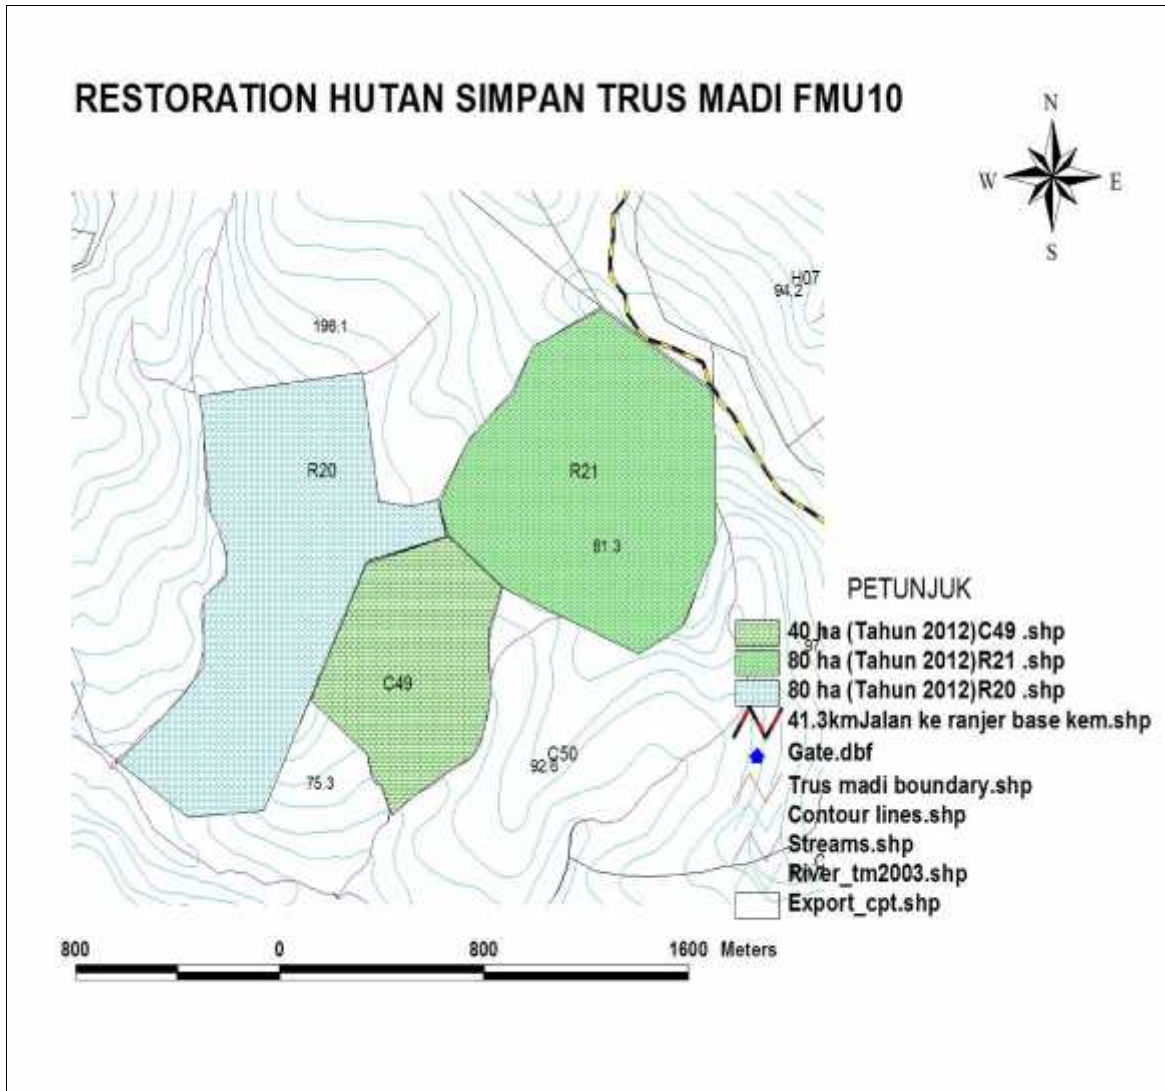 RESTORATION HUTAN SIMPAN TRUS MADI FMU10
N
W E
S
H07
94.2
198.1
R20
R21
81.3
C49
C50
92.6
75.3
PETUNJUK
40 ha (Tahun 2012)C49 .shp
97
80 ha (Tahun 2012)R21 .shp
80 ha (Tahun 2012)R20 .shp
41.3kmJalan ke ranjer base kem.shp
Gate.dbf
Trus madi boundary.shp
Contour lines.shp
Streams.shp
River_tm2003.shp
Export_cpt.shp
800 0 800 1600 Meters